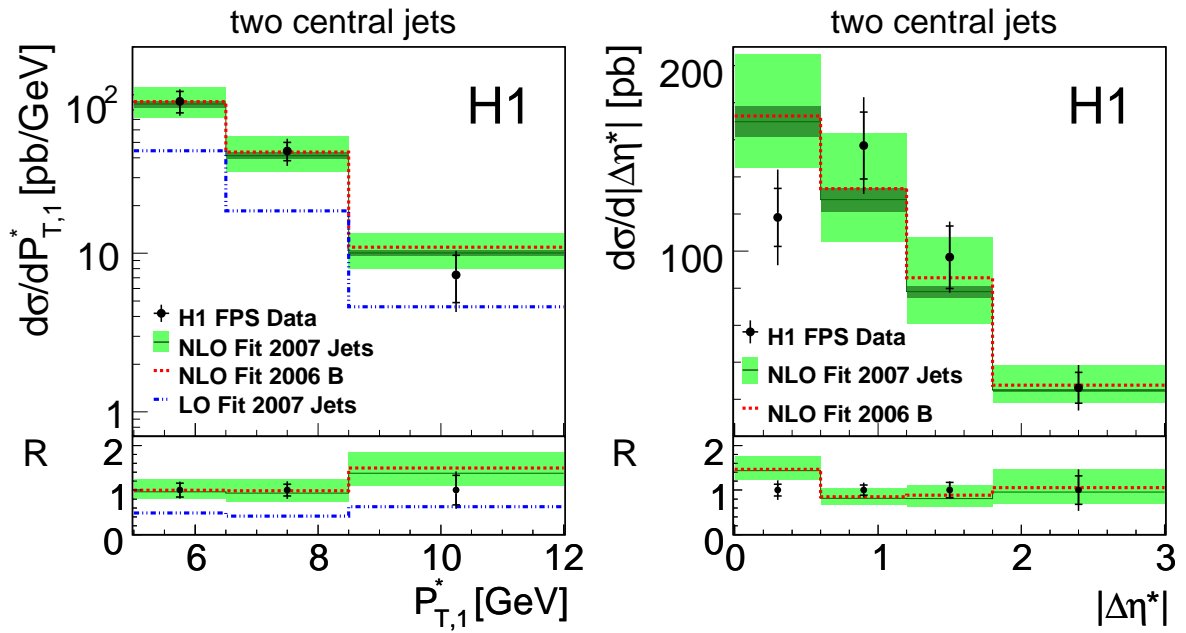 two central jets
dσ/dP*T,1 [pb/GeV]
H1
10²
10
1
H1 FPS Data
NLO Fit 2007 Jets
NLO Fit 2006 B
LO Fit 2007 Jets
R
2
1
0
6 8 10 12
P*T,1 [GeV]
two central jets
dσ/d|Δη*| [pb]
H1
200
100
0
H1 FPS Data
NLO Fit 2007 Jets
NLO Fit 2006 B
R
2
1
0
0 1 2 3
|Δη*|